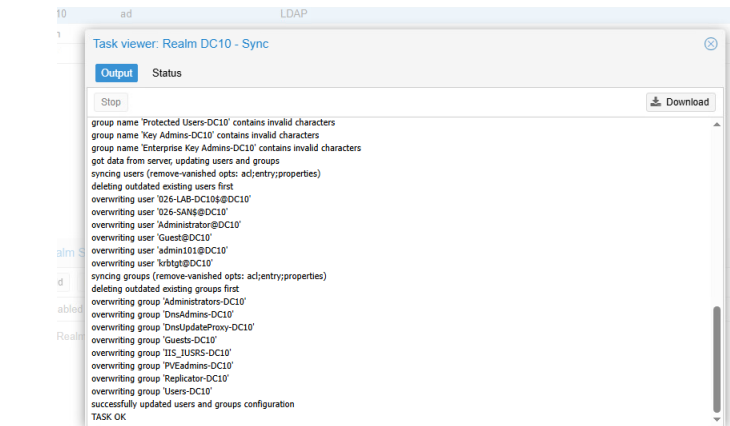 10 ad LDAP
Task viewer: Realm DC10 - Sync
Output Status
Stop Download
group name 'Protected Users-DC10' contains invalid characters
group name 'Key Admins-DC10' contains invalid characters
group name 'Enterprise Key Admins-DC10' contains invalid characters
got data from server, updating users and groups
syncing users (remove-vanished opts: acl;entry;properties)
deleting outdated existing users first
overwriting user '026-LAB-DC10$@DC10'
overwriting user '026-SAN$@DC10'
overwriting user 'Administrator@DC10'
overwriting user 'Guest@DC10'
overwriting user 'admin101@DC10'
overwriting user 'krbtgt@DC10'
alm S
syncing groups (remove-vanished opts: acl;entry;properties)
deleting outdated existing groups first
d
overwriting group 'Administrators-DC10'
overwriting group 'DnsAdmins-DC10'
abled
overwriting group 'DnsUpdateProxy-DC10'
Realm
overwriting group 'Guests-DC10'
overwriting group 'IIS_IUSRS-DC10'
overwriting group 'PVEadmins-DC10'
overwriting group 'Replicator-DC10'
overwriting group 'Users-DC10'
successfully updated users and groups configuration
TASK OK